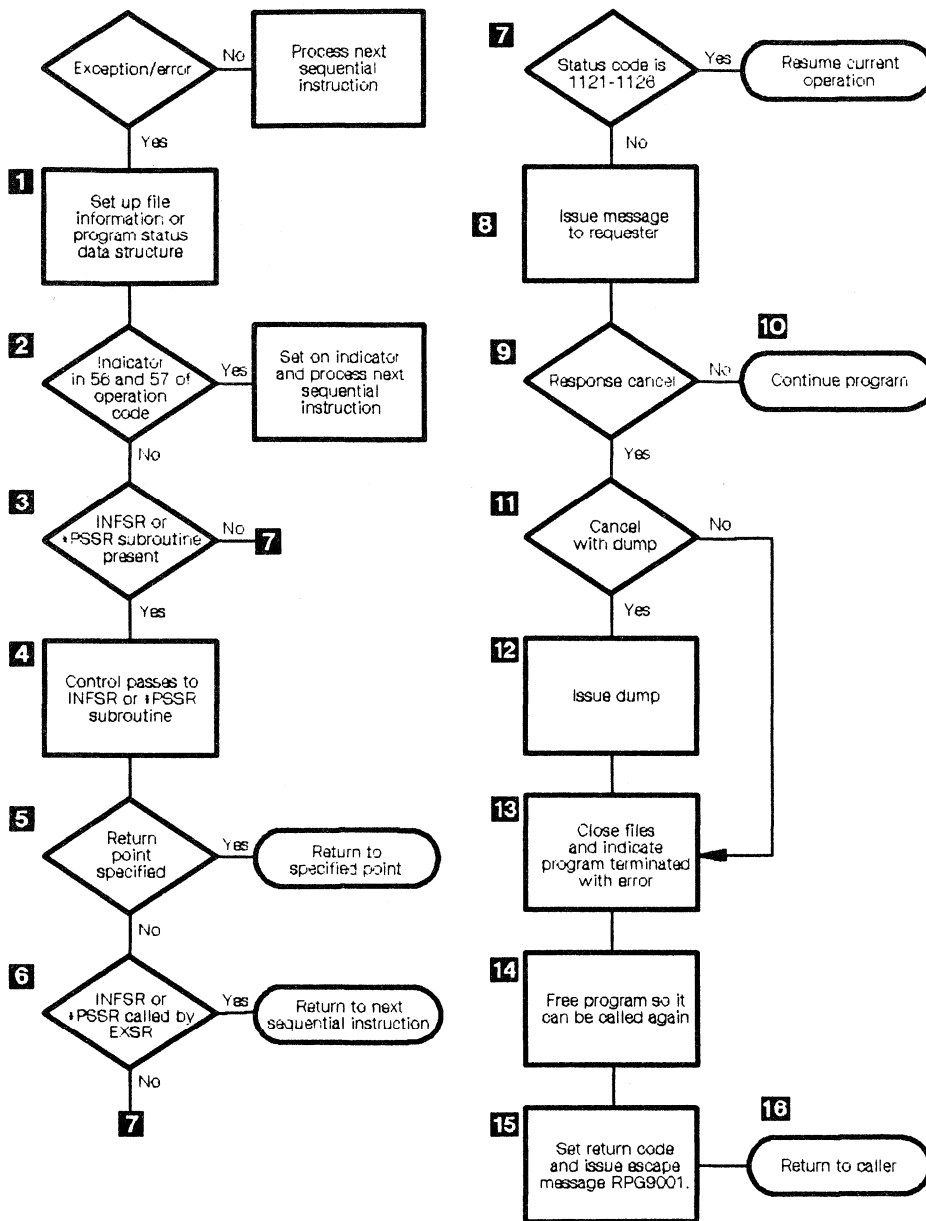 Exception/error
No
Process next
sequential
instruction
Yes
1
Set up file
information or
program status
data structure
2
Indicator
in 56 and 57 of
operation
code
Yes
Set on indicator
and process next
sequential
instruction
No
3
INFSR or
*PSSR subroutine
present
No
7
Yes
4
Control passes to
INFSR or *PSSR
subroutine
5
Return
point
specified
Yes
Return to
specified point
No
6
INFSR or
*PSSR called by
EXSR
Yes
Return to next
sequential instruction
No
7
7
Status code is
1121-1126
Yes
Resume current
operation
No
8
Issue message
to requester
9
Response cancel
No
10
Continue program
Yes
11
Cancel
with dump
No
Yes
12
Issue dump
13
Close files
and indicate
program terminated
with error
14
Free program so it
can be called again
15
Set return code
and issue escape
message RPG9001.
16
Return to caller